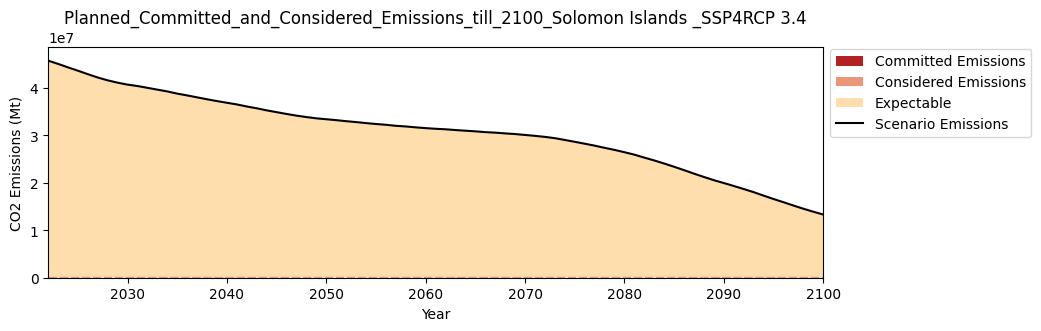 Planned_Committed_and_Considered_Emissions_till_2100_Solomon Islands _SSP4RCP 3.4
1e7
Committed Emissions
Considered Emissions
Expectable
Scenario Emissions
CO2 Emissions (Mt)
4
3
2
1
0
2030 2040 2050 2060 2070 2080 2090 2100
Year